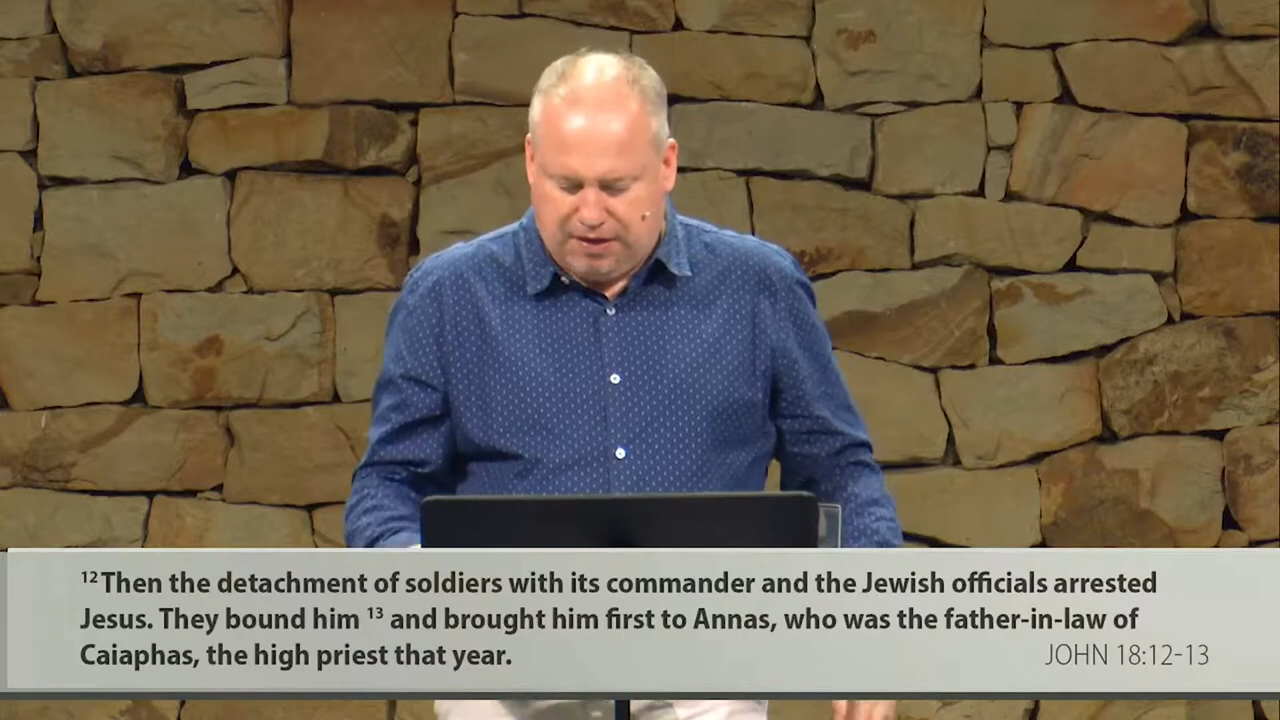 ¹²Then the detachment of soldiers with its commander and the Jewish officials arrested
Jesus. They bound him ¹³ and brought him first to Annas, who was the father-in-law of
Caiaphas, the high priest that year.
JOHN 18:12-13